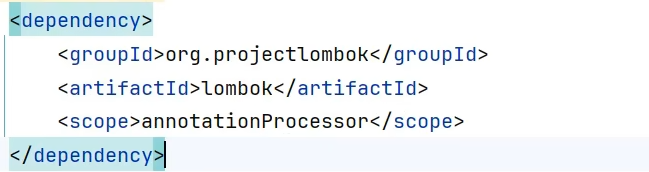 <dependency>
<groupId>org.projectlombok</groupId>
<artifactId>lombok</artifactId>
<scope>annotationProcessor</scope>
</dependency>